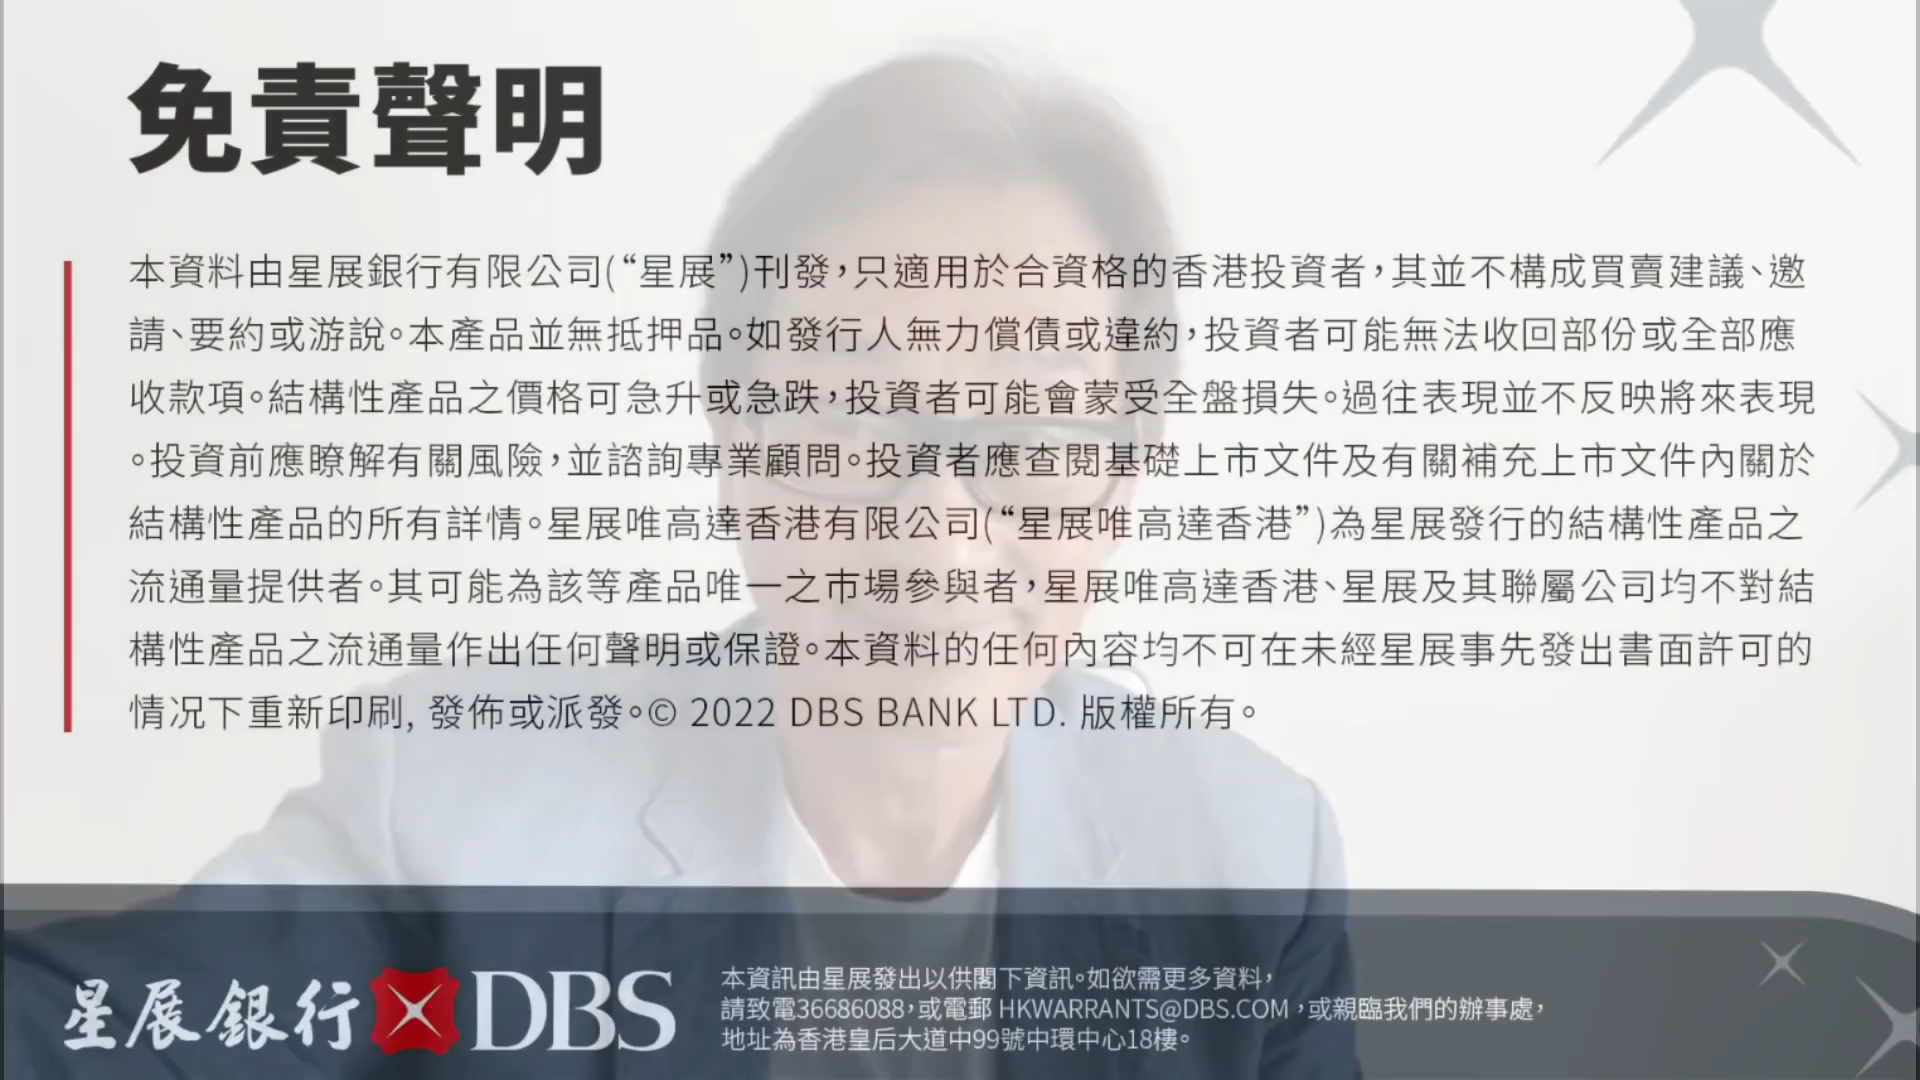 免責聲明
本資料由星展銀行有限公司(“星展”)刊發，只適用於合資格的香港投資者，其並不構成買賣建議、邀
請、要約或游說。本產品並無抵押品。如發行人無力償債或違約，投資者可能無法收回部份或全部應
收款項。結構性產品之價格可急升或急跌，投資者可能會蒙受全盤損失。過往表現並不反映將來表現
。投資前應瞭解有關風險，並諮詢專業顧問。投資者應查閱基礎上市文件及有關補充上市文件內關於
結構性產品的所有詳情。星展唯高達香港有限公司(“星展唯高達香港”)為星展發行的結構性產品之
流通量提供者。其可能為該等產品唯一之市場參與者，星展唯高達香港、星展及其聯屬公司均不對結
構性產品之流通量作出任何聲明或保證。本資料的任何內容均不可在未經星展事先發出書面許可的
情況下重新印刷, 發佈或派發。© 2022 DBS BANK LTD. 版權所有。
星展銀行 DBS
本資訊由星展發出以供閣下資訊。如欲需更多資料，
請致電36686088，或電郵 HKWARRANTS@DBS.COM ，或親臨我們的辦事處，
地址為香港皇后大道中99號中環中心18樓。